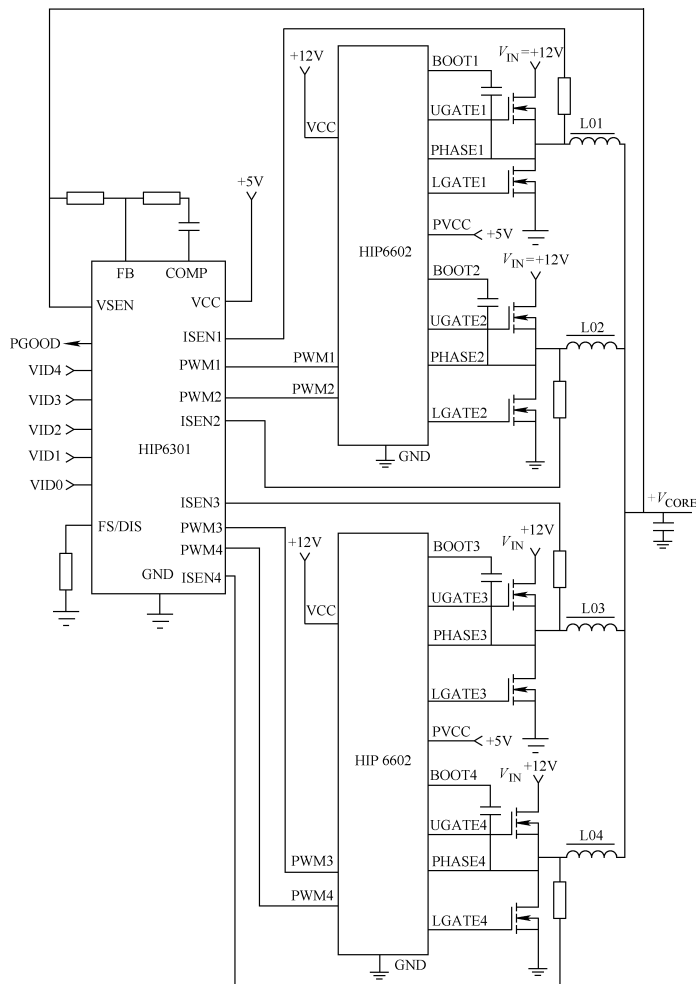 +12V
BOOT1
V_IN=+12V
UGATE1
L01
VCC
PHASE1
LGATE1
+5V
PVCC
+5V
HIP6602
V_IN=+12V
BOOT2
FB
COMP
VSEN
VCC
UGATE2
L02
PGOOD
ISEN1
PHASE2
PWM1
PWM1
VID4
PWM2
PWM2
VID3
LGATE2
ISEN2
VID2
HIP6301
GND
VID1
VID0
ISEN3
+V_CORE
FS/DIS
PWM3
+12V
+12V
PWM4
BOOT3
V_IN
GND
ISEN4
UGATE3
VCC
L03
PHASE3
LGATE3
PVCC
+5V
HIP 6602
V_IN
+12V
BOOT4
UGATE4
L04
PWM3
PHASE4
PWM4
LGATE4
GND